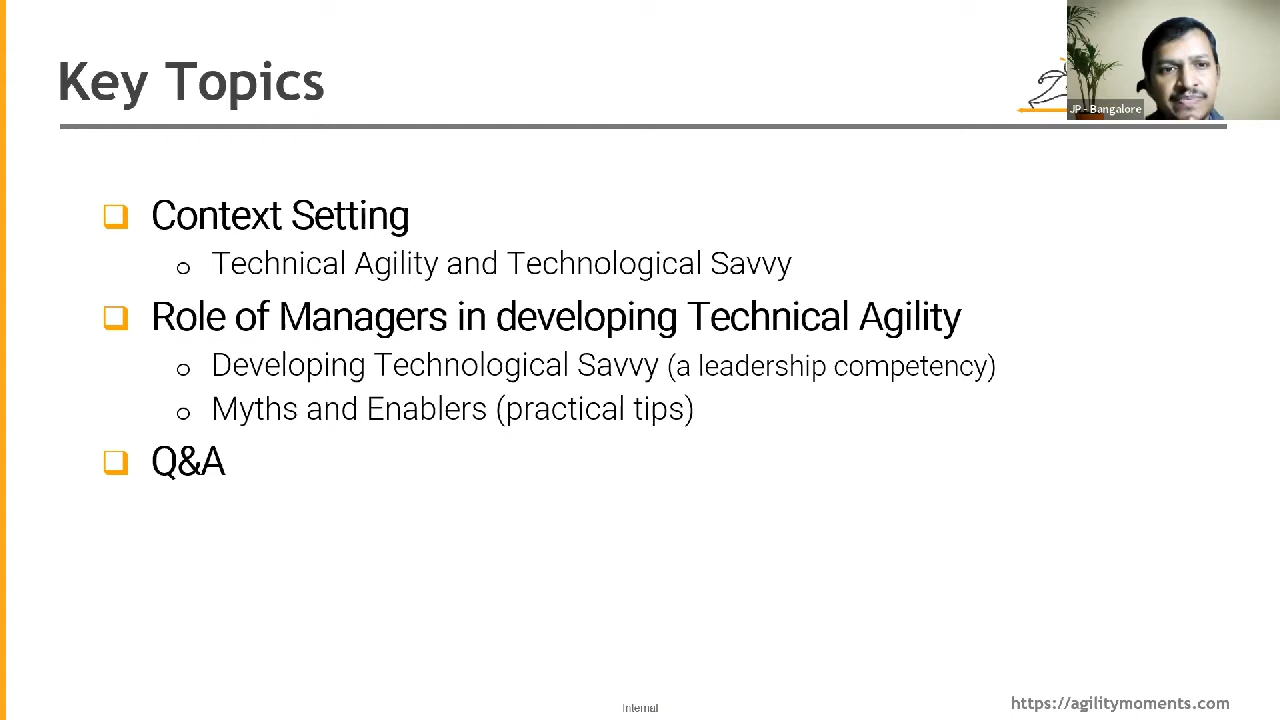 Key Topics
JP - Bangalore
Context Setting
Technical Agility and Technological Savvy
Role of Managers in developing Technical Agility
Developing Technological Savvy (a leadership competency)
Myths and Enablers (practical tips)
Q&A
Internal
https://agilitymoments.com